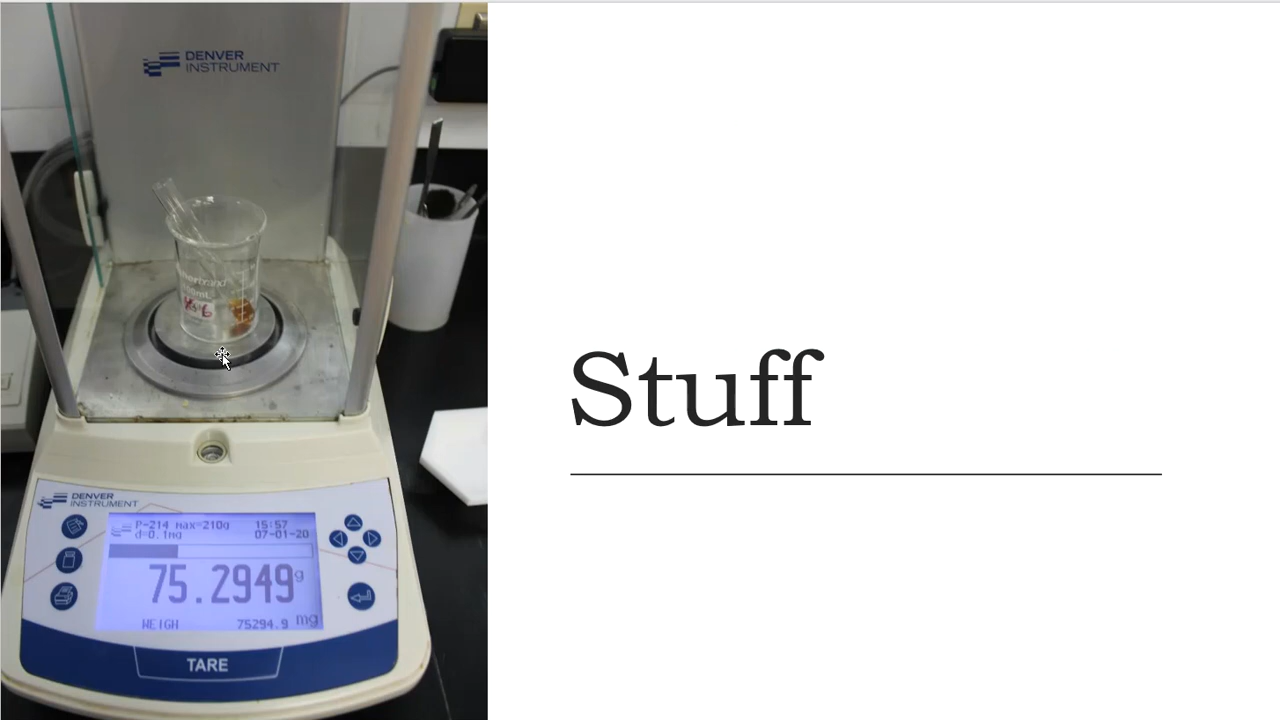 DENVER
INSTRUMENT
DENVER
INSTRUMENT
P-214 max=210g 15:57
d=0.1mg 07-01-20
75.2949 g
WEIGH 75294.9 mg
TARE
Stuff